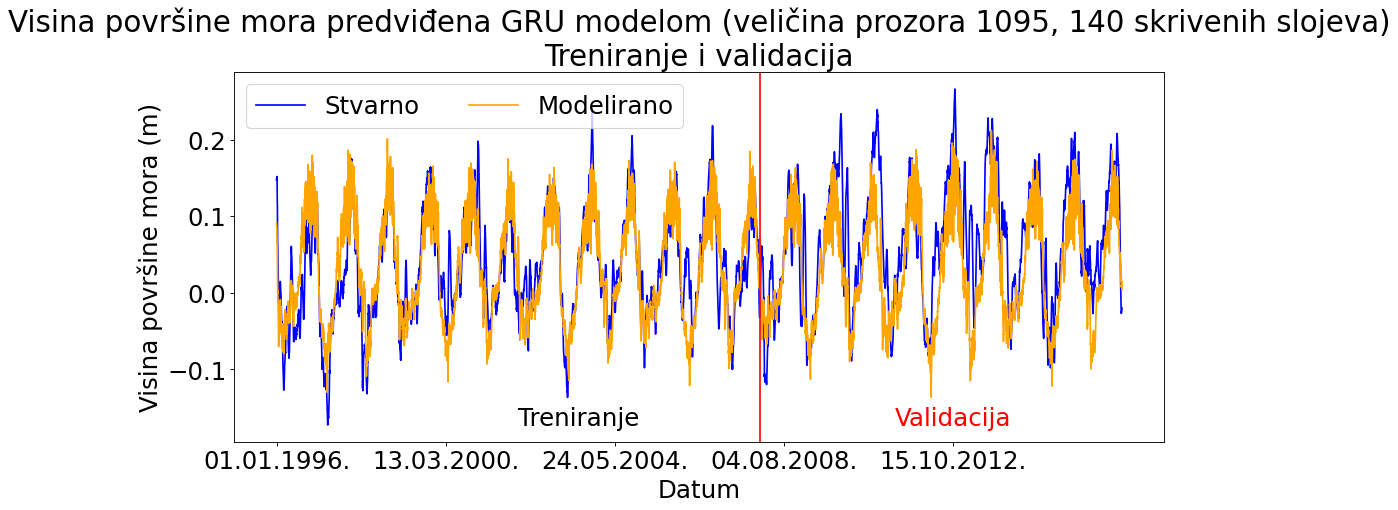 Visina površine mora predviđena GRU modelom (veličina prozora 1095, 140 skrivenih slojeva)
Treniranje i validacija
Stvarno Modelirano
Visina površine mora (m)
0.2
0.1
0.0
−0.1
Treniranje Validacija
01.01.1996. 13.03.2000. 24.05.2004. 04.08.2008. 15.10.2012.
Datum